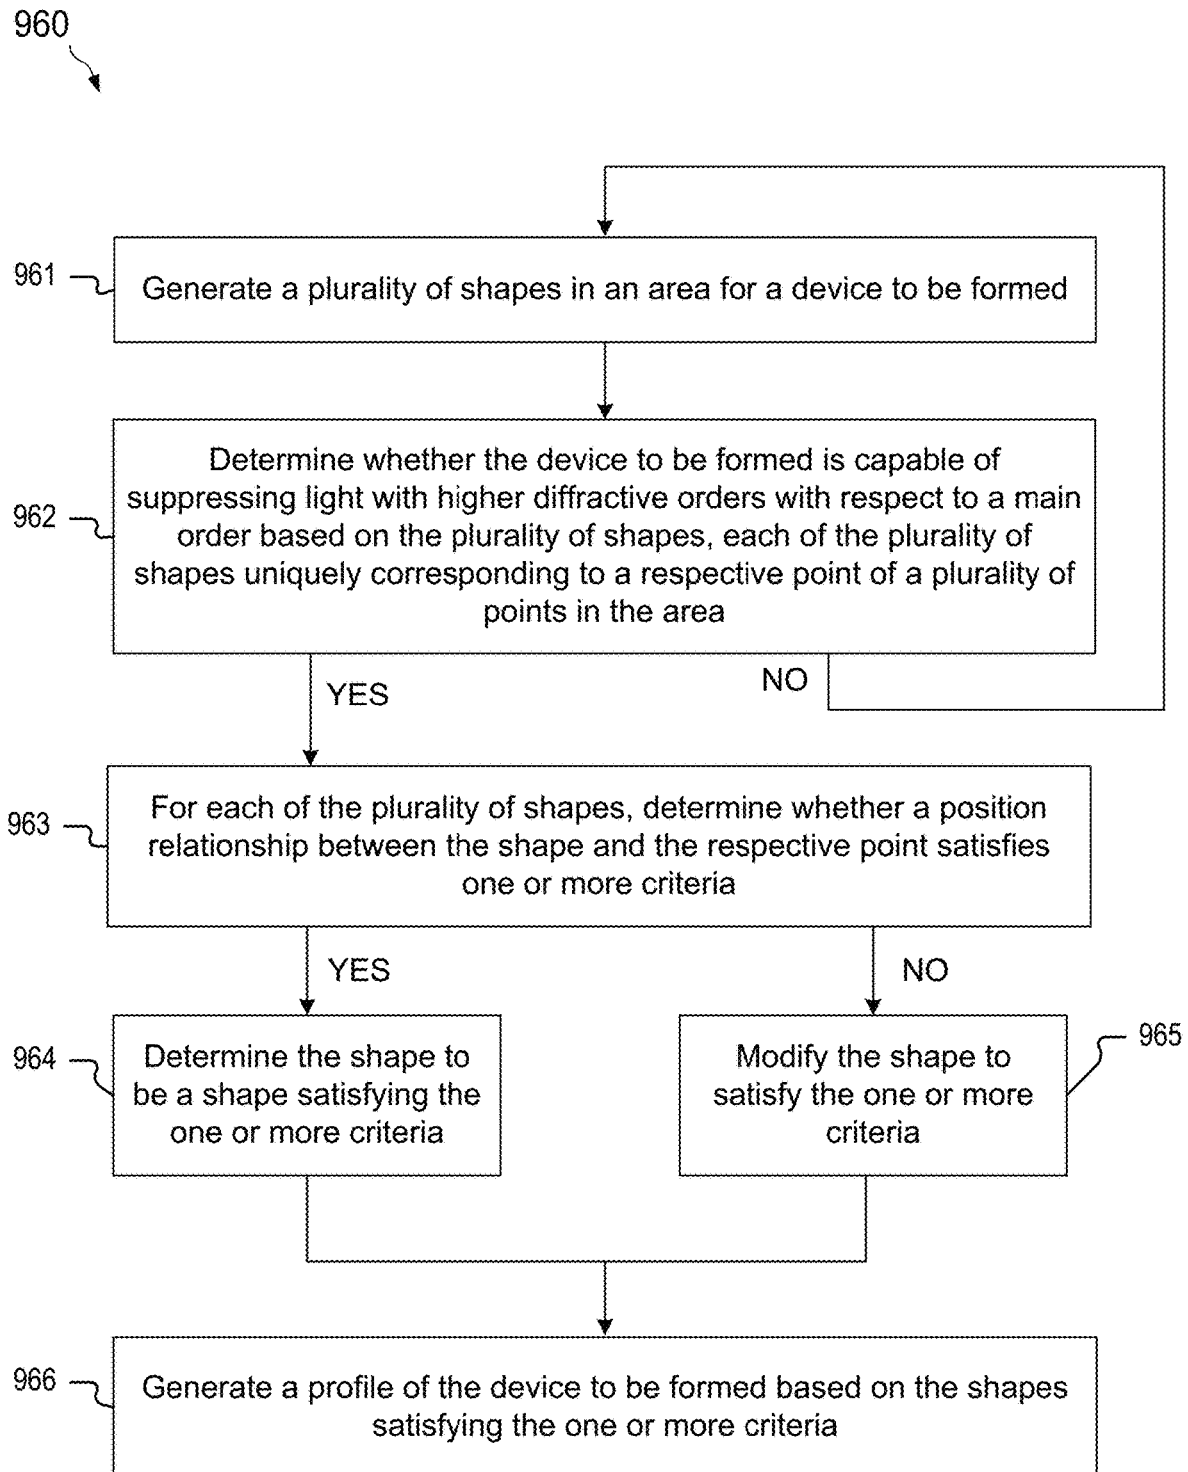 960
961
Generate a plurality of shapes in an area for a device to be formed
962
Determine whether the device to be formed is capable of
suppressing light with higher diffractive orders with respect to a main
order based on the plurality of shapes, each of the plurality of
shapes uniquely corresponding to a respective point of a plurality of
points in the area
YES
NO
963
For each of the plurality of shapes, determine whether a position
relationship between the shape and the respective point satisfies
one or more criteria
YES
NO
964
Determine the shape to
be a shape satisfying the
one or more criteria
965
Modify the shape to
satisfy the one or more
criteria
966
Generate a profile of the device to be formed based on the shapes
satisfying the one or more criteria